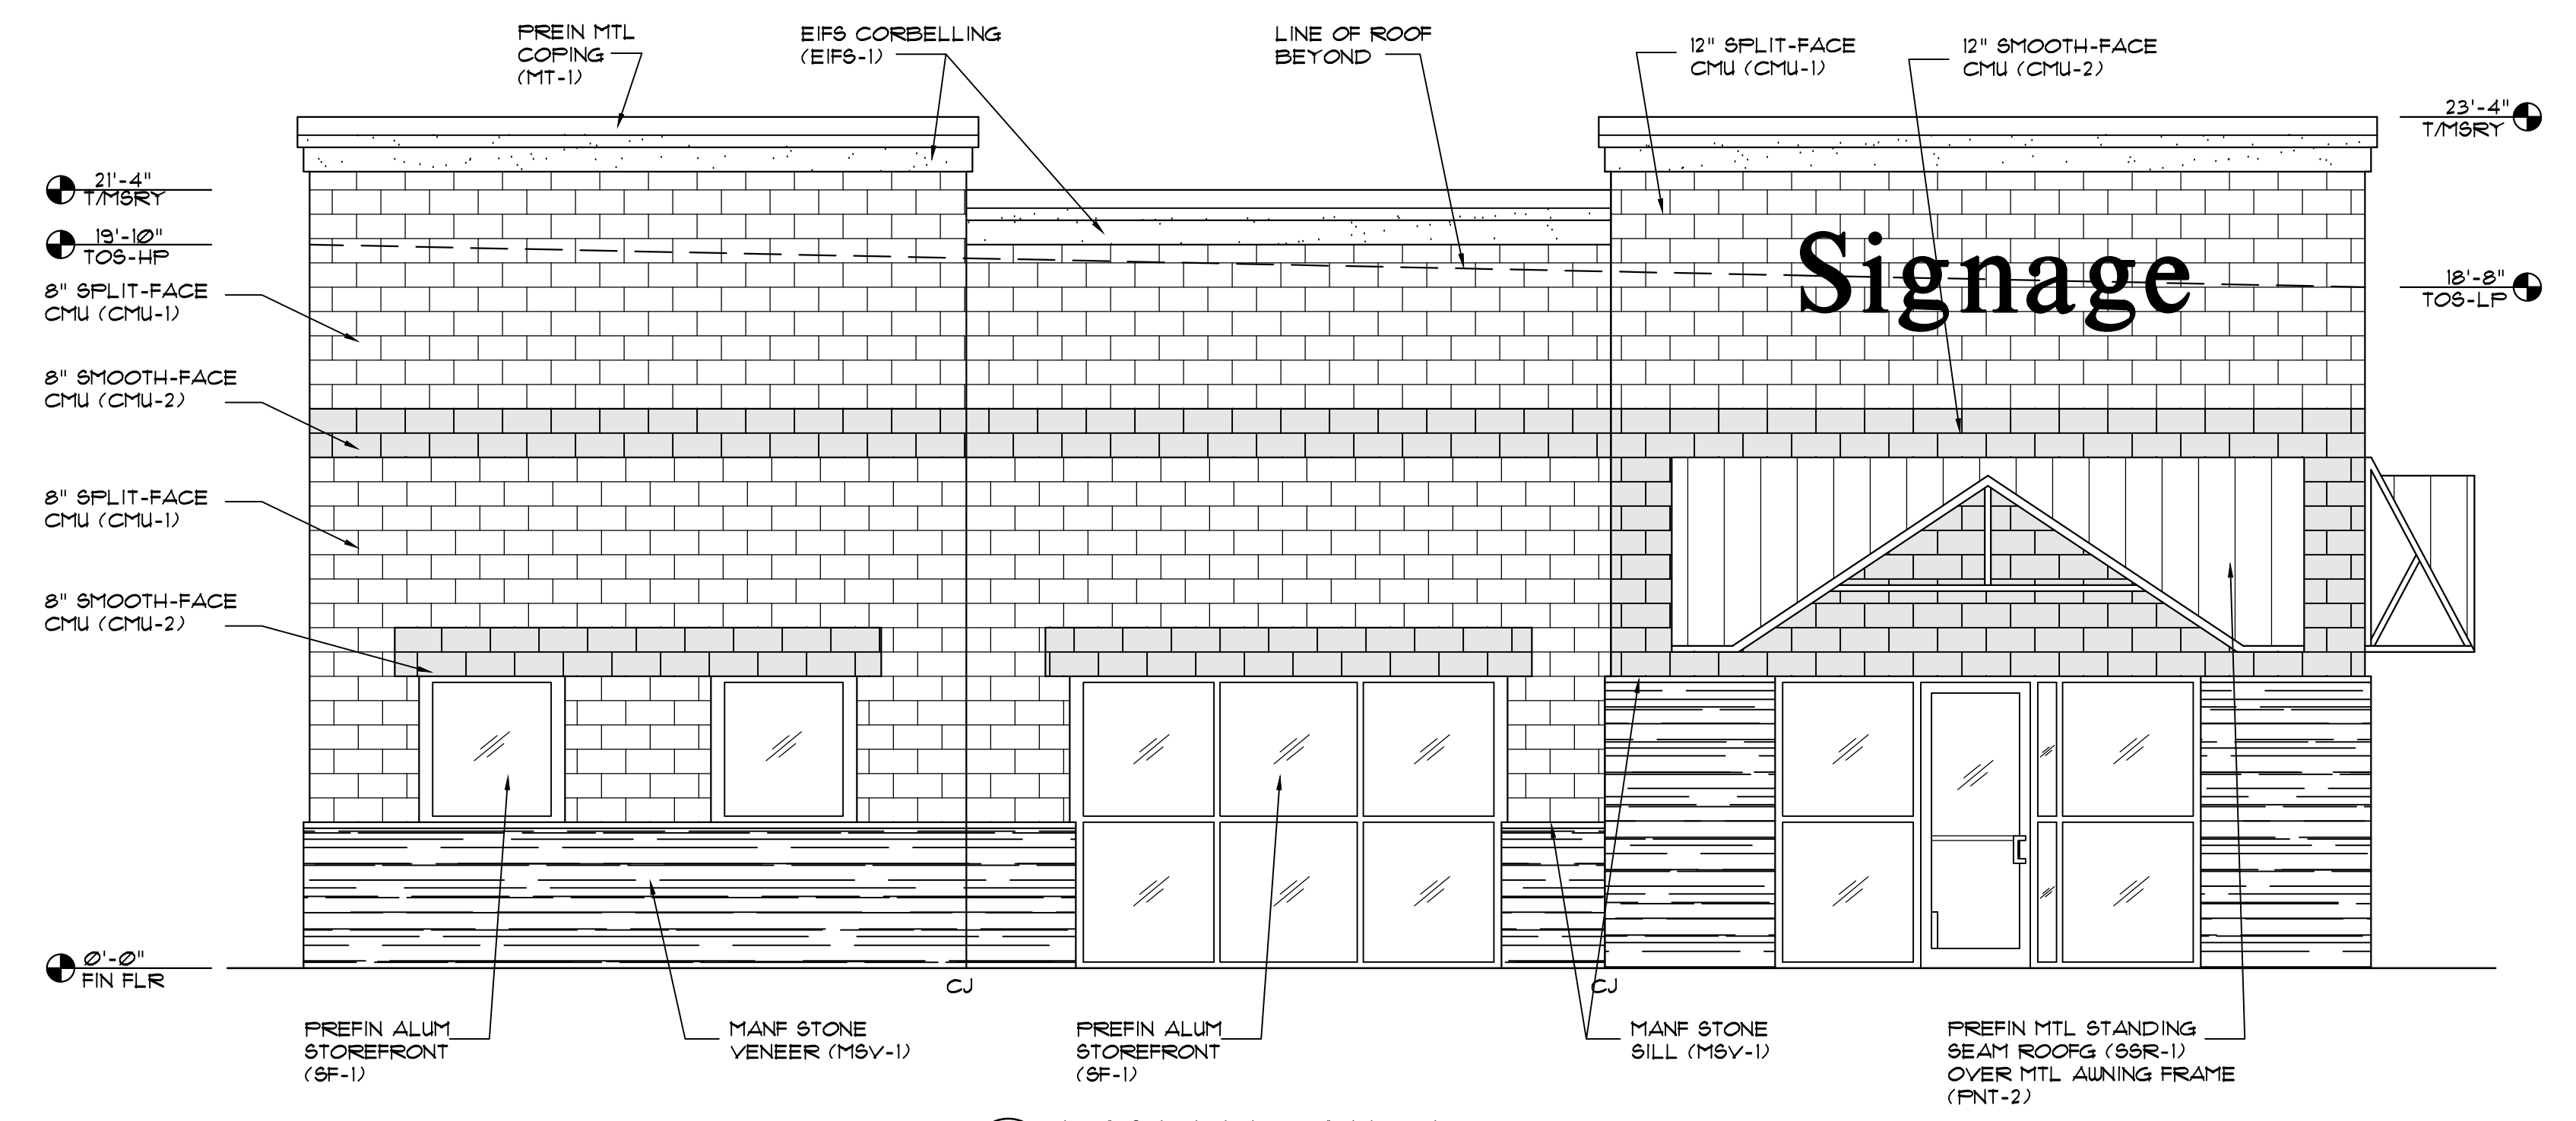 PREIN MTL
COPING
(MT-1)
EIFS CORBELLING
(EIFS-1)
LINE OF ROOF
BEYOND
12" SPLIT-FACE
CMU (CMU-1)
12" SMOOTH-FACE
CMU (CMU-2)
23'-4"
T/MSRY
21'-4"
T/MSRY
19'-10"
TOS-HP
8" SPLIT-FACE
CMU (CMU-1)
Signage
18'-8"
TOS-LP
8" SMOOTH-FACE
CMU (CMU-2)
8" SPLIT-FACE
CMU (CMU-1)
8" SMOOTH-FACE
CMU (CMU-2)
0'-0"
FIN FLR
CJ
CJ
PREFIN ALUM
STOREFRONT
(SF-1)
MANF STONE
VENEER (MSV-1)
PREFIN ALUM
STOREFRONT
(SF-1)
MANF STONE
SILL (MSV-1)
PREFIN MTL STANDING
SEAM ROOFG (SSR-1)
OVER MTL AWNING FRAME
(PNT-2)